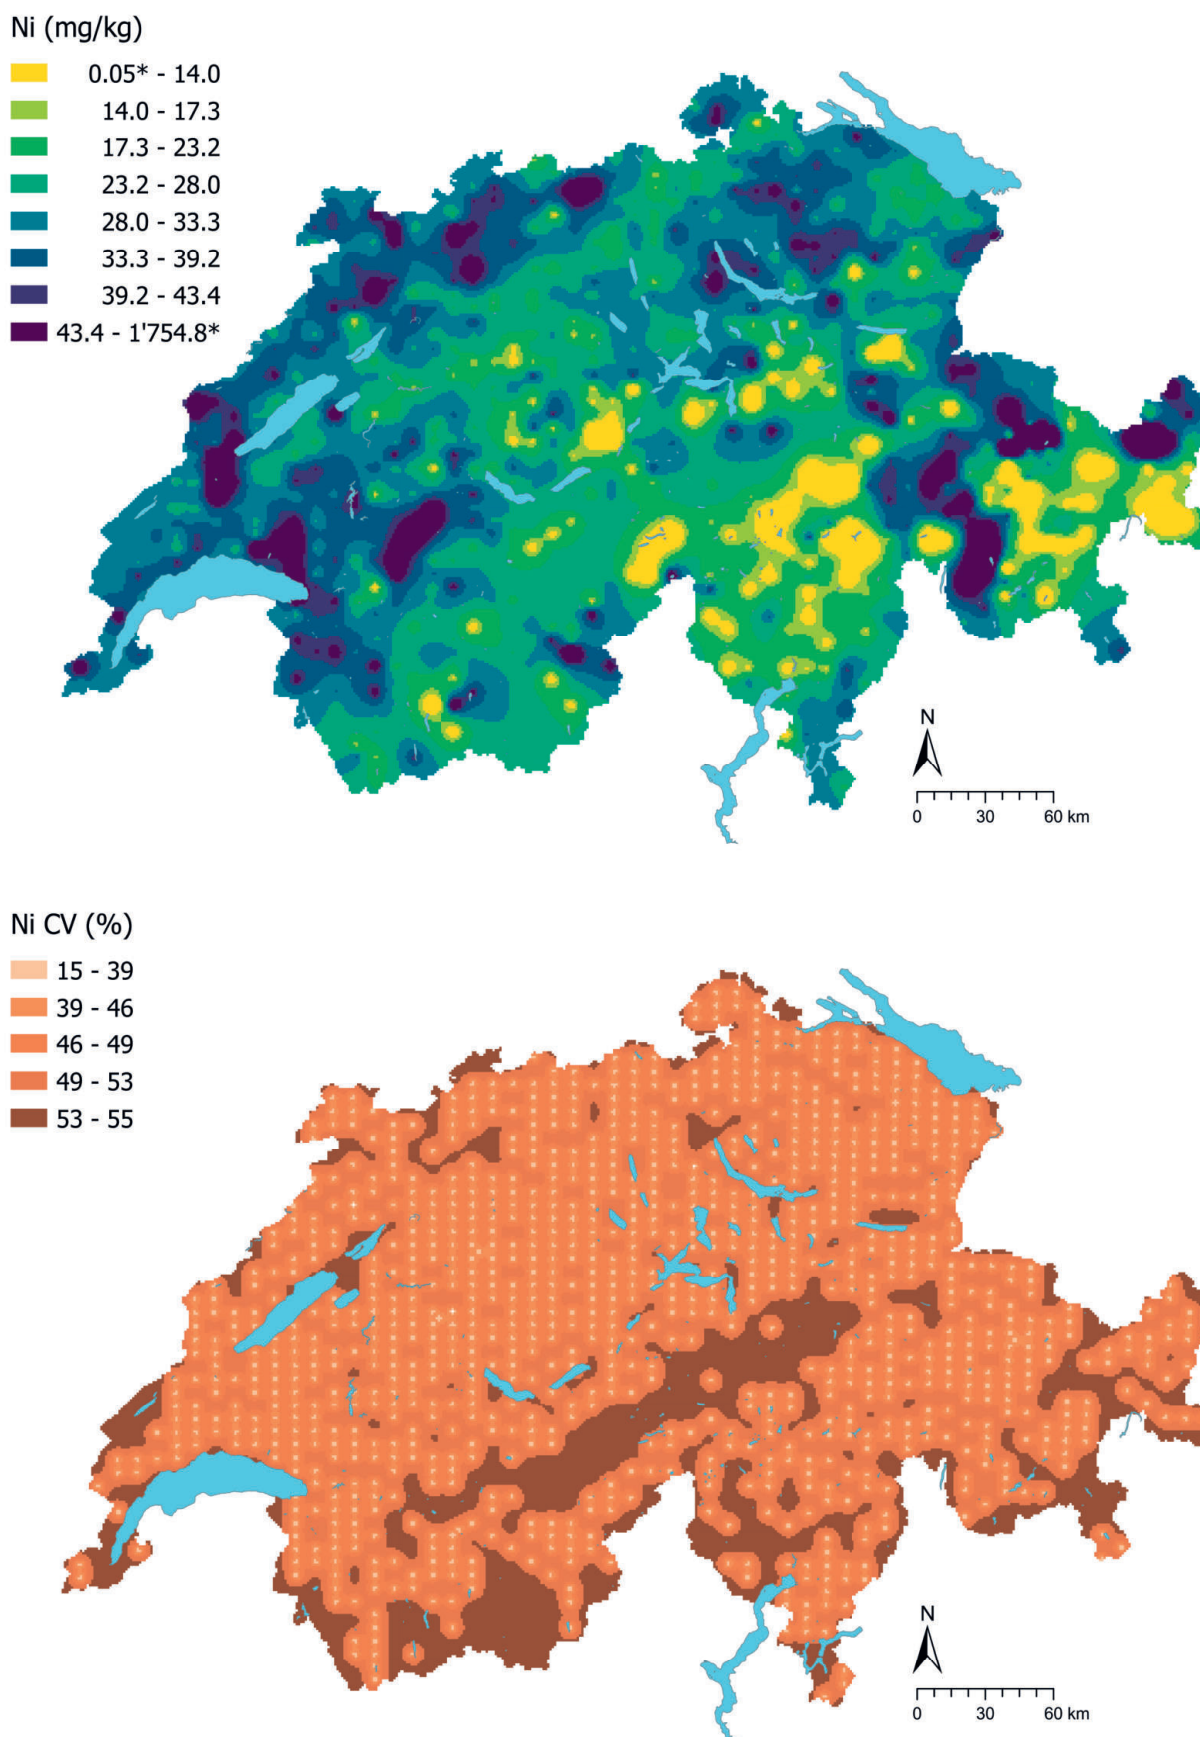 Ni (mg/kg)
0.05* - 14.0
14.0 - 17.3
17.3 - 23.2
23.2 - 28.0
28.0 - 33.3
33.3 - 39.2
39.2 - 43.4
43.4 - 1'754.8*
N
0 30 60 km
Ni CV (%)
15 - 39
39 - 46
46 - 49
49 - 53
53 - 55
N
0 30 60 km